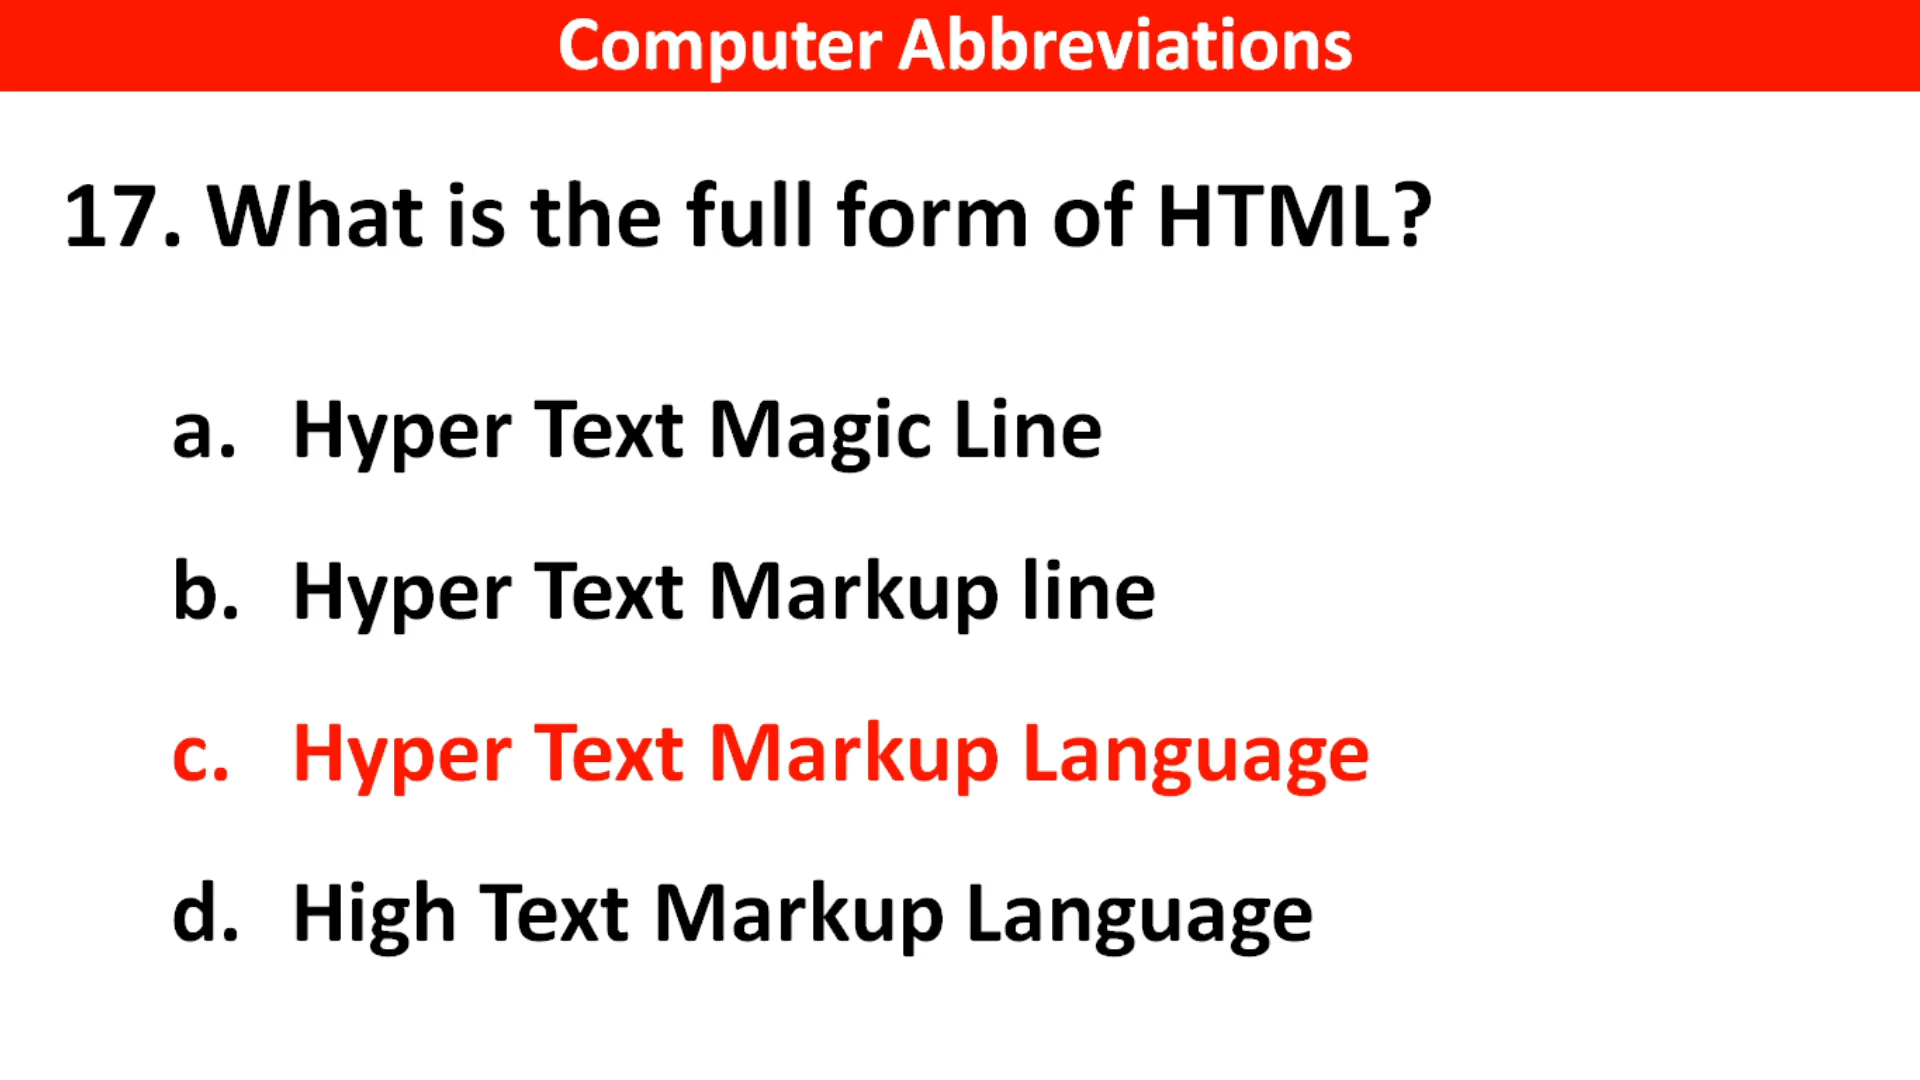 Computer Abbreviations
17. What is the full form of HTML?
a. Hyper Text Magic Line
b. Hyper Text Markup line
c. Hyper Text Markup Language
d. High Text Markup Language